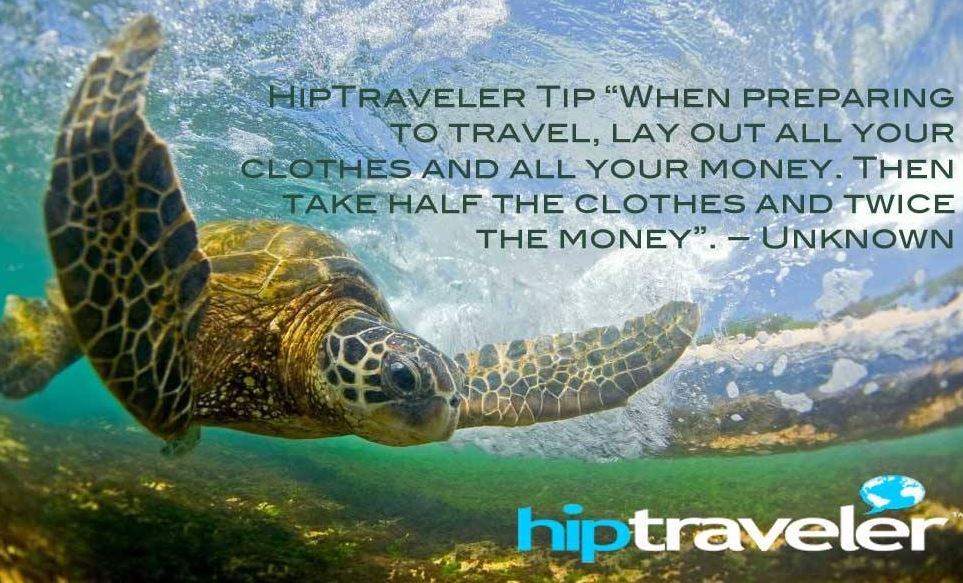 HipTraveler Tip “When preparing
to travel, lay out all your
clothes and all your money. Then
take half the clothes and twice
the money”. – Unknown
hiptraveler™